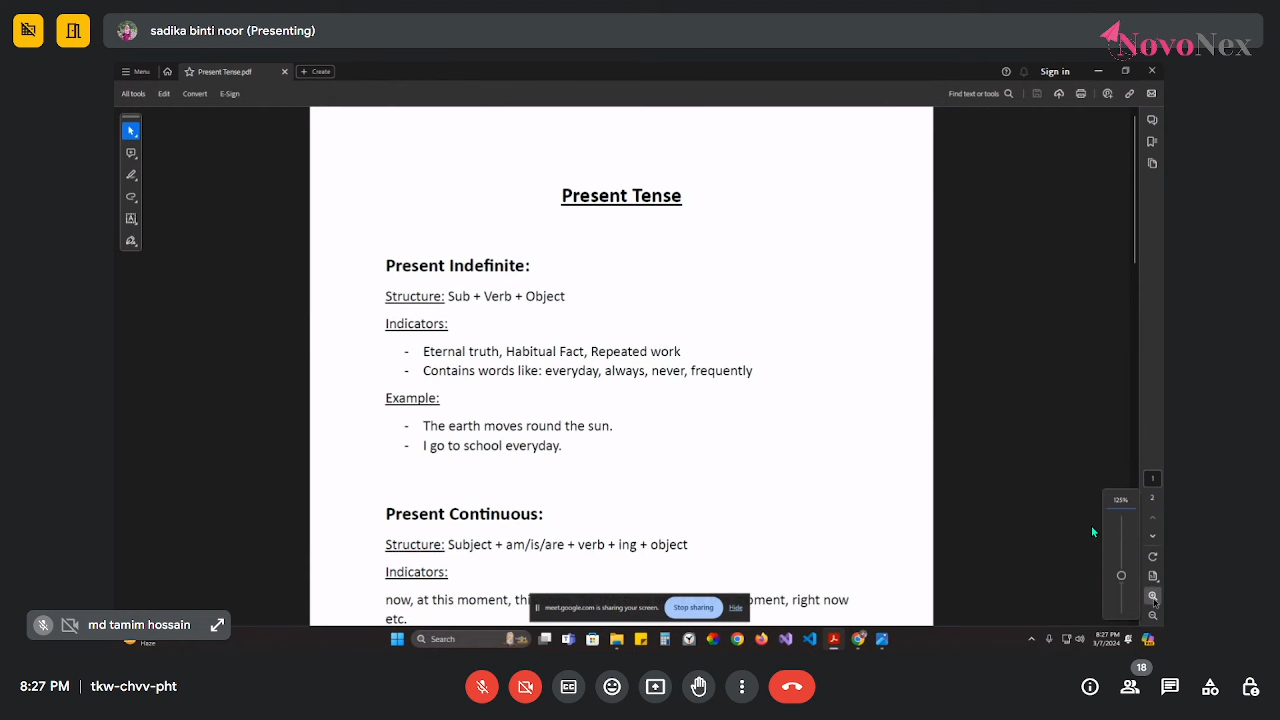 sadika binti noor (Presenting)
NovoNex
Menu
Present Tense.pdf
Create
Sign in
All tools
Edit
Convert
E-Sign
Find text or tools
Present Tense
Present Indefinite:
Structure: Sub + Verb + Object
Indicators:
- Eternal truth, Habitual Fact, Repeated work
- Contains words like: everyday, always, never, frequently
Example:
- The earth moves round the sun.
- I go to school everyday.
Present Continuous:
Structure: Subject + am/is/are + verb + ing + object
Indicators:
now, at this moment, oment, right now
etc.
meet.google.com is sharing your screen.
Stop sharing
Hide
1
2
125%
md tamim hossain
Haze
Search
8:27 PM
3/7/2024
8:27 PM | tkw-chvv-pht
18